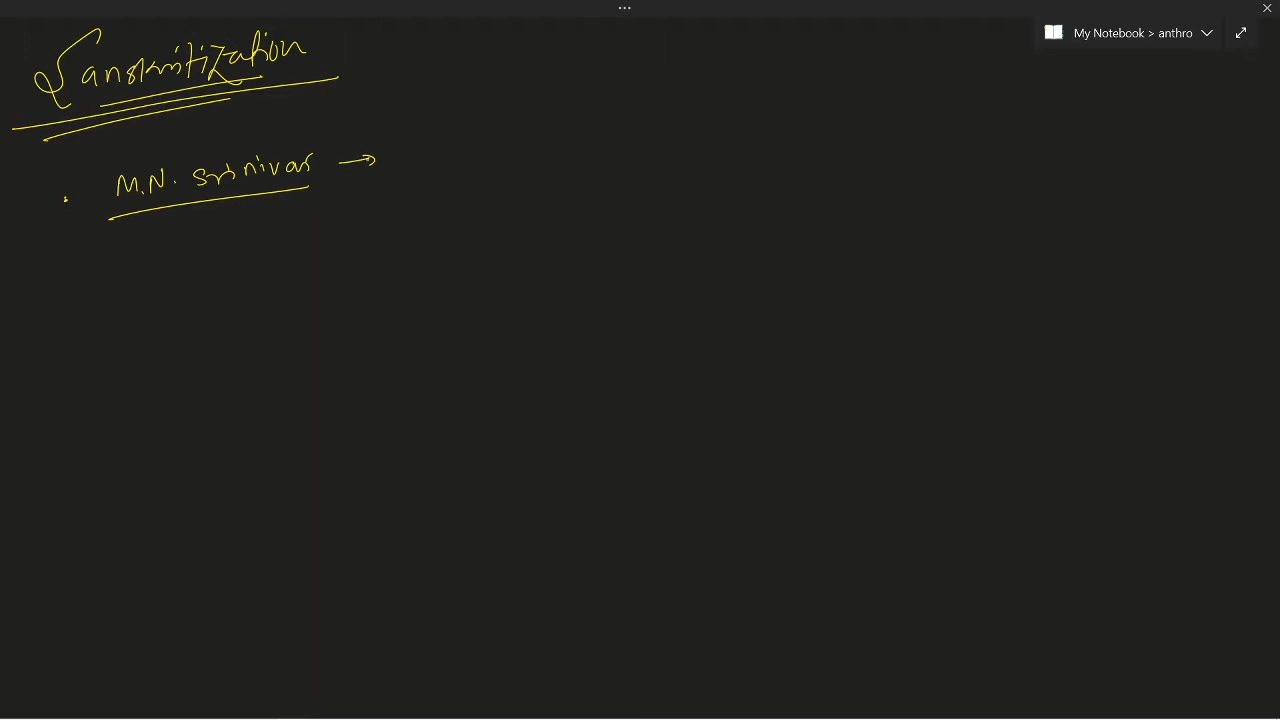 My Notebook > anthro
Sanskritization
. M.N. Srinivas →